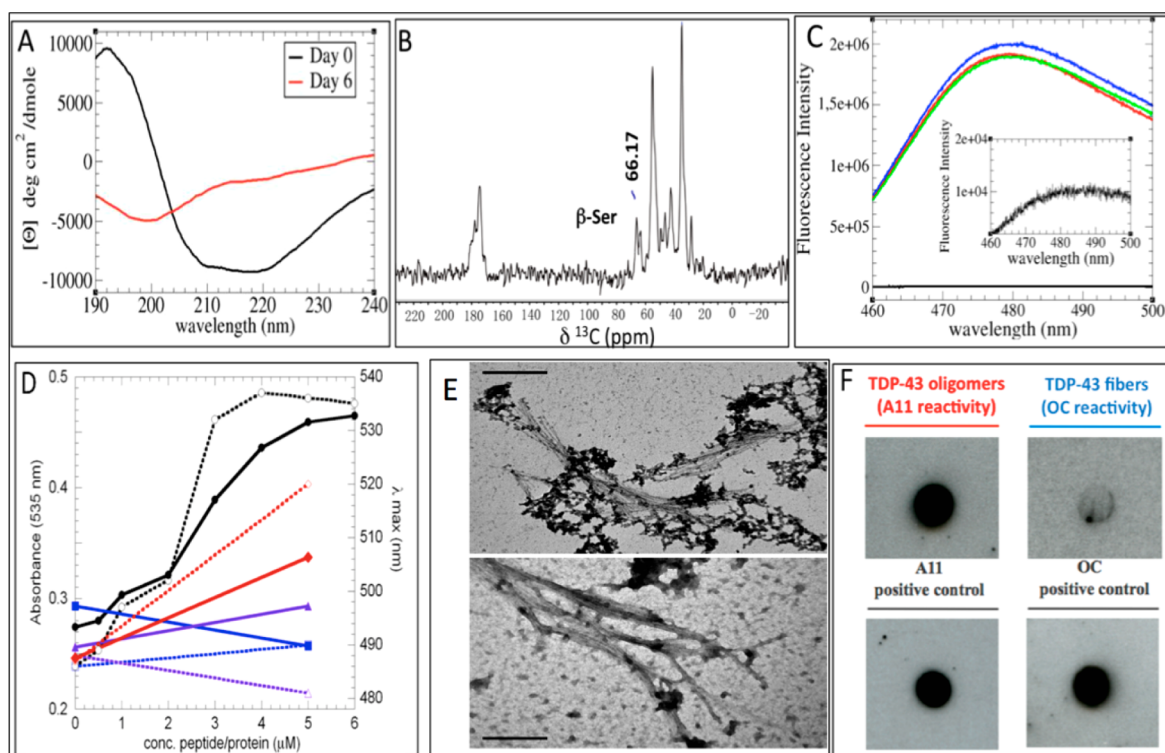 A
10000
5000
0
-5000
-10000
[Θ] deg cm² /dmole
Day 0
Day 6
190 200 210 220 230 240
wavelength (nm)
B
66.17
β-Ser
220 180 140 100 80 60 40 20 0 -20
δ ¹³C (ppm)
C
2e+06
1.5e+06
1e+06
5e+05
0
Fluorescence Intensity
2e+04
1e+04
Fluorescence Intensity
460 470 480 490 500
wavelength (nm)
460 470 480 490 500
wavelength (nm)
D
0.5
0.4
0.3
0.2
Absorbance (535 nm)
540
530
520
510
500
490
480
λ max (nm)
0 1 2 3 4 5 6
conc. peptide/protein (μM)
E
F
TDP-43 oligomers
(A11 reactivity)
TDP-43 fibers
(OC reactivity)
A11
positive control
OC
positive control